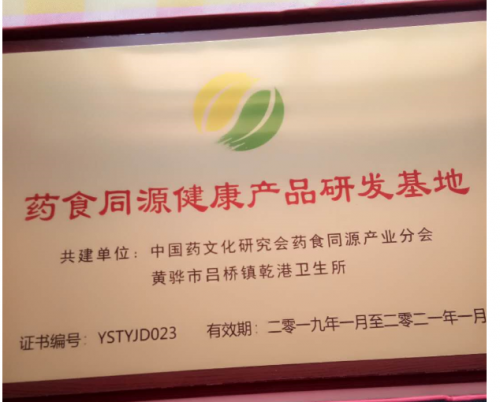 药食同源健康产品研发基地
共建单位：中国药文化研究会药食同源产业分会
黄骅市吕桥镇乾港卫生所
证书编号：YSTYJD023 有效期：二零一九年一月至二零二一年一月